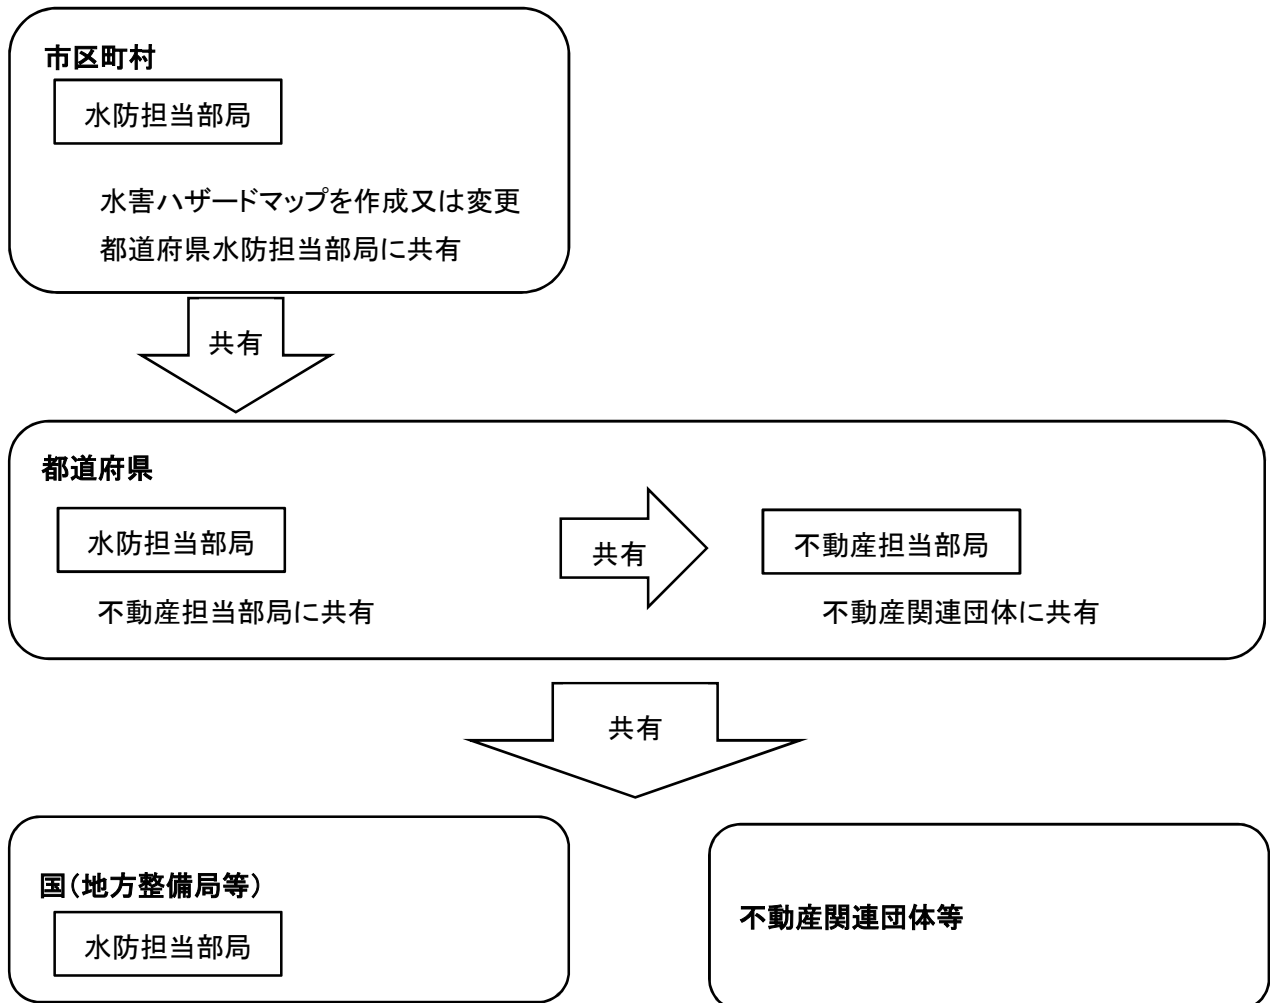 市区町村
水防担当部局
水害ハザードマップを作成又は変更
都道府県水防担当部局に共有
共有
都道府県
水防担当部局
共有
不動産担当部局
不動産担当部局に共有
不動産関連団体に共有
共有
国(地方整備局等)
水防担当部局
不動産関連団体等